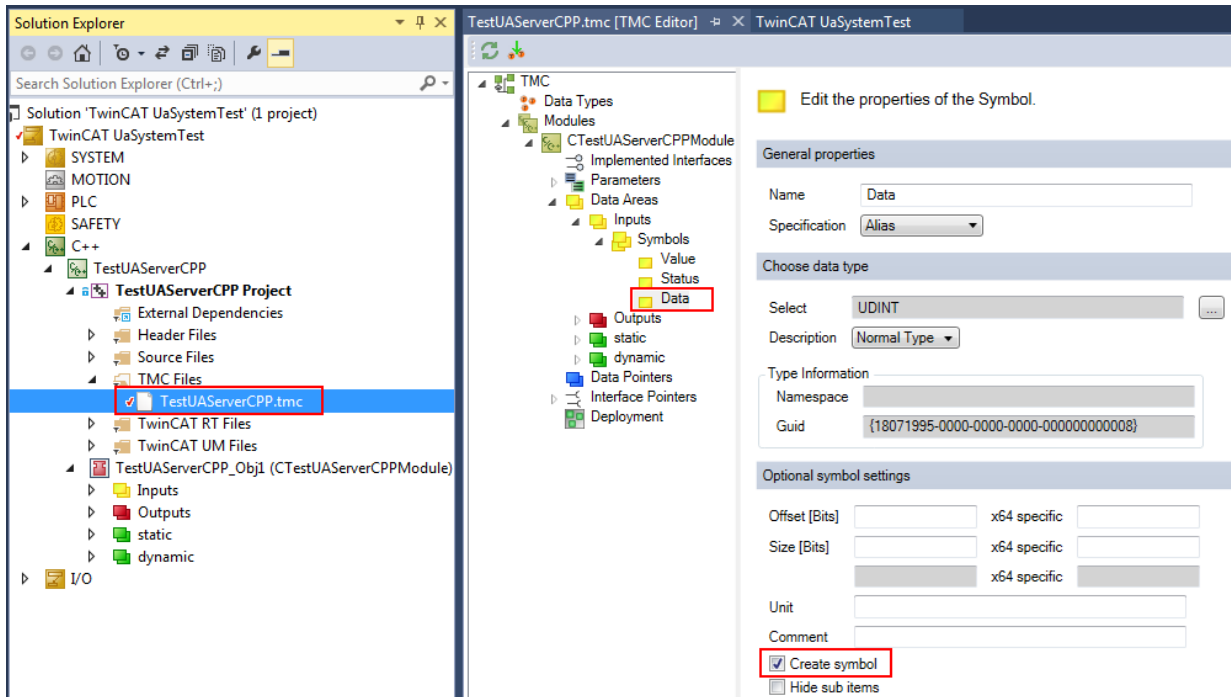 Solution Explorer
Search Solution Explorer (Ctrl+;)
Solution 'TwinCAT UaSystemTest' (1 project)
TwinCAT UaSystemTest
SYSTEM
MOTION
PLC
SAFETY
C++
TestUAServerCPP
TestUAServerCPP Project
External Dependencies
Header Files
Source Files
TMC Files
TestUAServerCPP.tmc
TwinCAT RT Files
TwinCAT UM Files
TestUAServerCPP_Obj1 (CTestUAServerCPPModule)
Inputs
Outputs
static
dynamic
I/O
TestUAServerCPP.tmc [TMC Editor]
TwinCAT UaSystemTest
TMC
Data Types
Modules
CTestUAServerCPPModule
Implemented Interfaces
Parameters
Data Areas
Inputs
Symbols
Value
Status
Data
Outputs
static
dynamic
Data Pointers
Interface Pointers
Deployment
Edit the properties of the Symbol.
General properties
Name Data
Specification Alias
Choose data type
Select UDINT ...
Description Normal Type
Type Information
Namespace
Guid {18071995-0000-0000-0000-000000000008}
Optional symbol settings
Offset [Bits] x64 specific
Size [Bits] x64 specific
x64 specific
Unit
Comment
Create symbol
Hide sub items